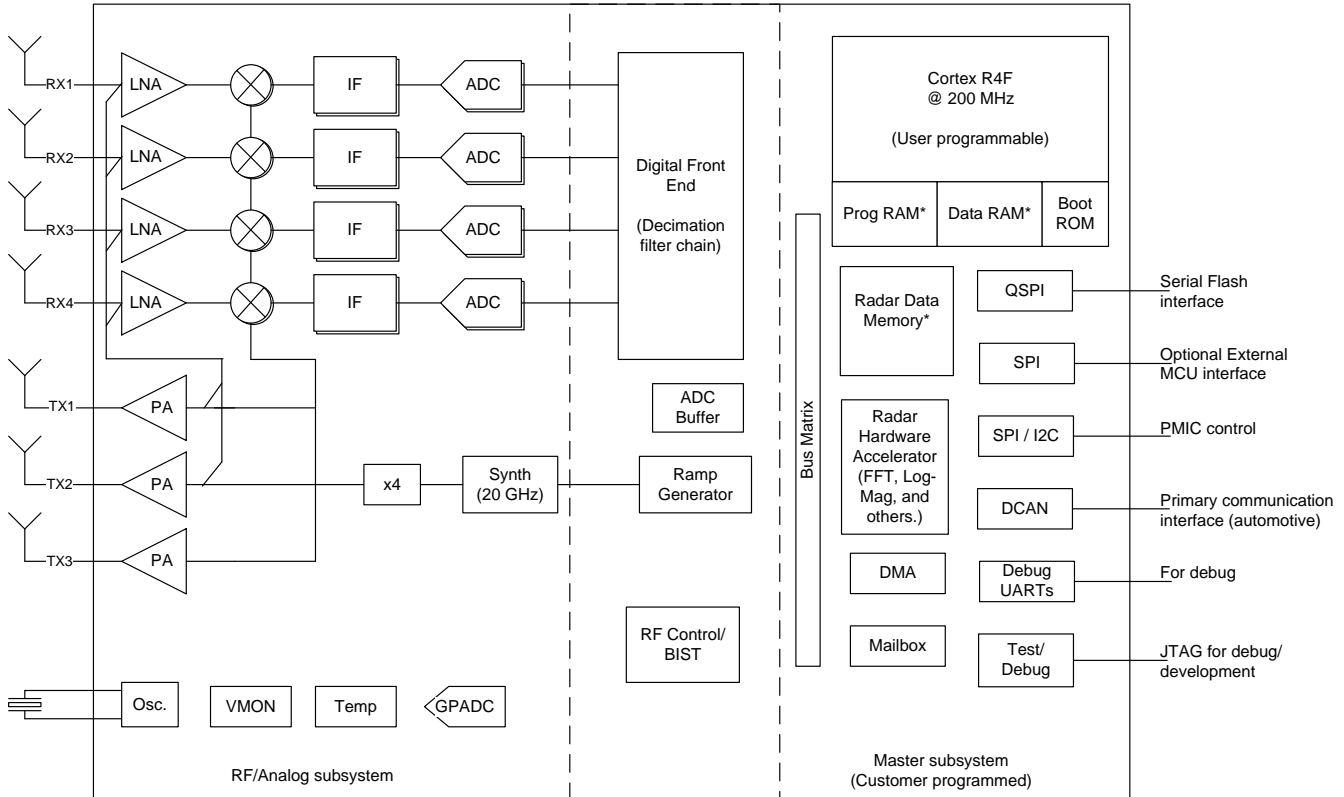 RX1
LNA
IF
ADC
RX2
LNA
IF
ADC
RX3
LNA
IF
ADC
RX4
LNA
IF
ADC
TX1
PA
TX2
PA
TX3
PA
x4
Synth
(20 GHz)
Digital Front
End
(Decimation
filter chain)
ADC
Buffer
Ramp
Generator
RF Control/
BIST
Osc.
VMON
Temp
GPADC
RF/Analog subsystem
Cortex R4F
@ 200 MHz
(User programmable)
Prog RAM*
Data RAM*
Boot
ROM
Bus Matrix
Radar Data
Memory*
Radar
Hardware
Accelerator
(FFT, Log-
Mag, and
others.)
DMA
Mailbox
QSPI
Serial Flash
interface
SPI
Optional External
MCU interface
SPI / I2C
PMIC control
DCAN
Primary communication
interface (automotive)
Debug
UARTs
For debug
Test/
Debug
JTAG for debug/
development
Master subsystem
(Customer programmed)